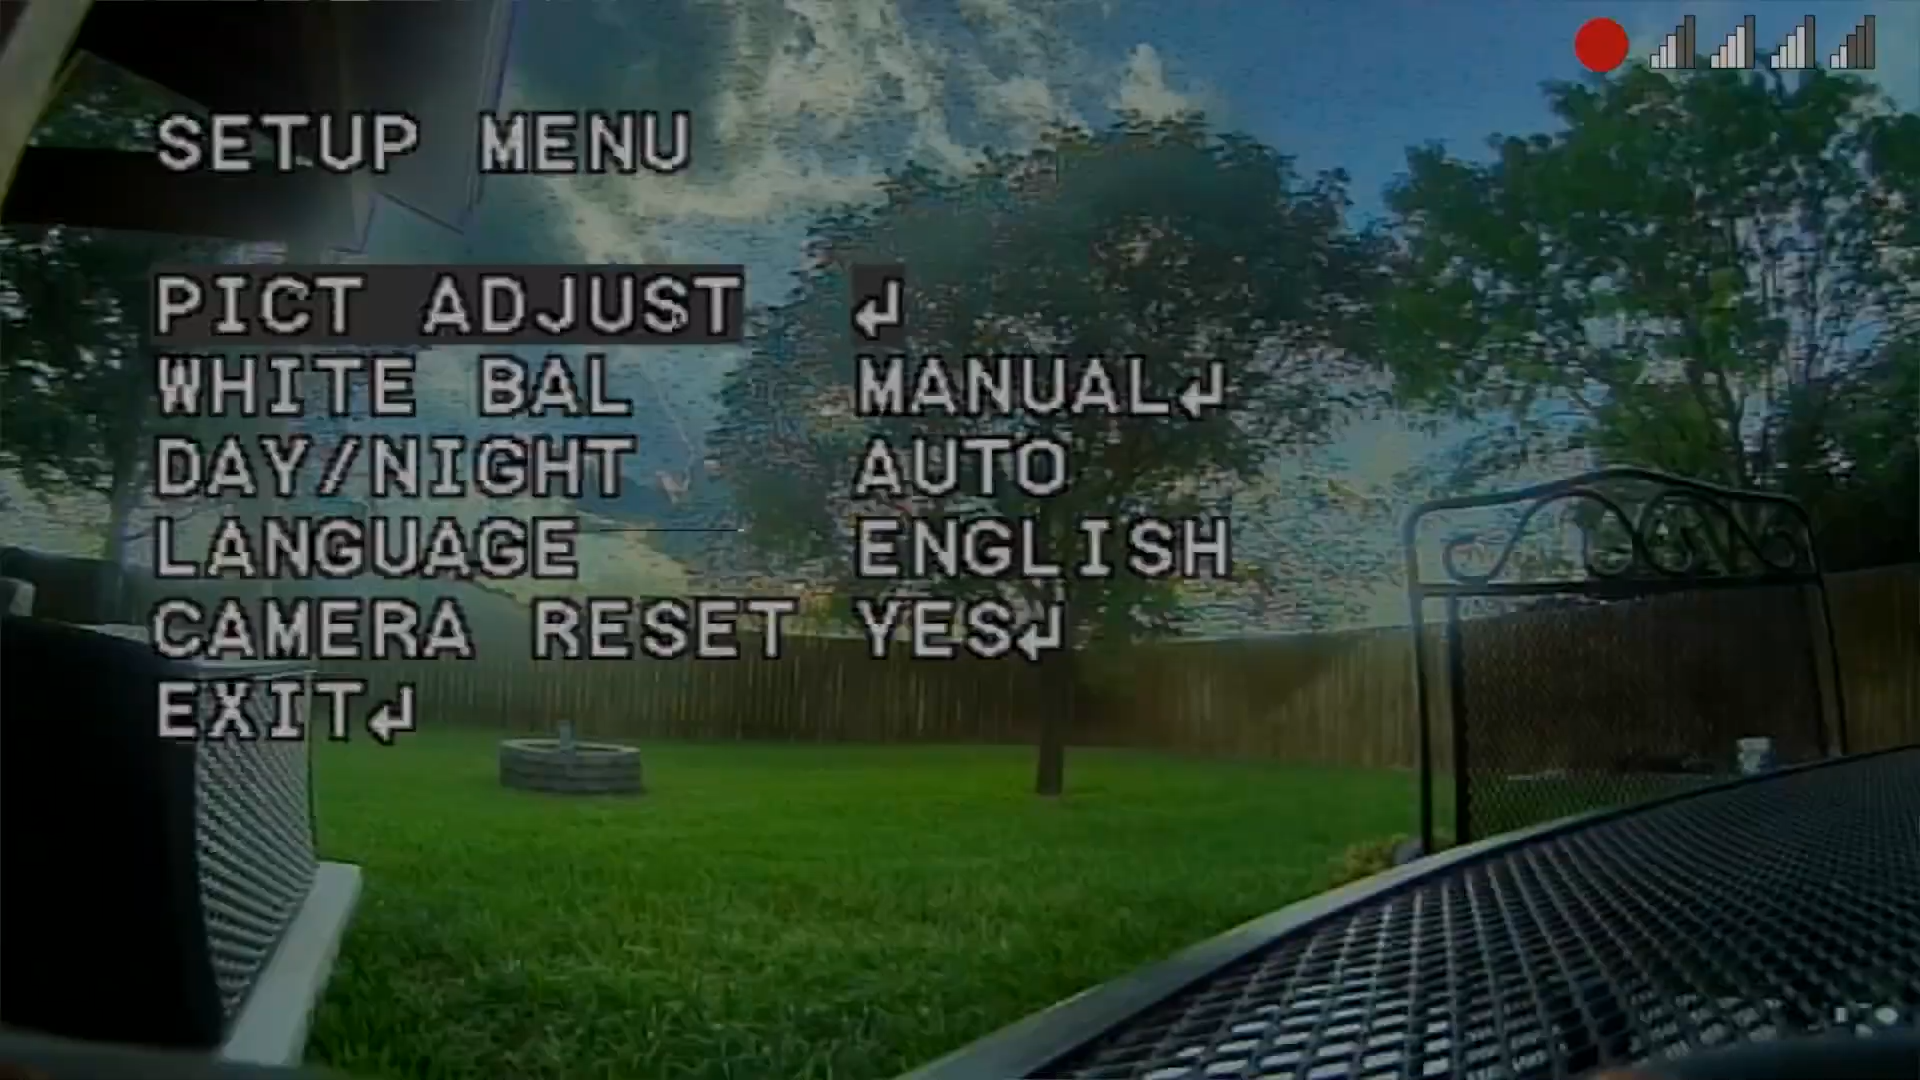 SETUP MENU
PICT ADJUST ↵
WHITE BAL MANUAL↵
DAY/NIGHT AUTO
LANGUAGE ENGLISH
CAMERA RESET YES↵
EXIT↵